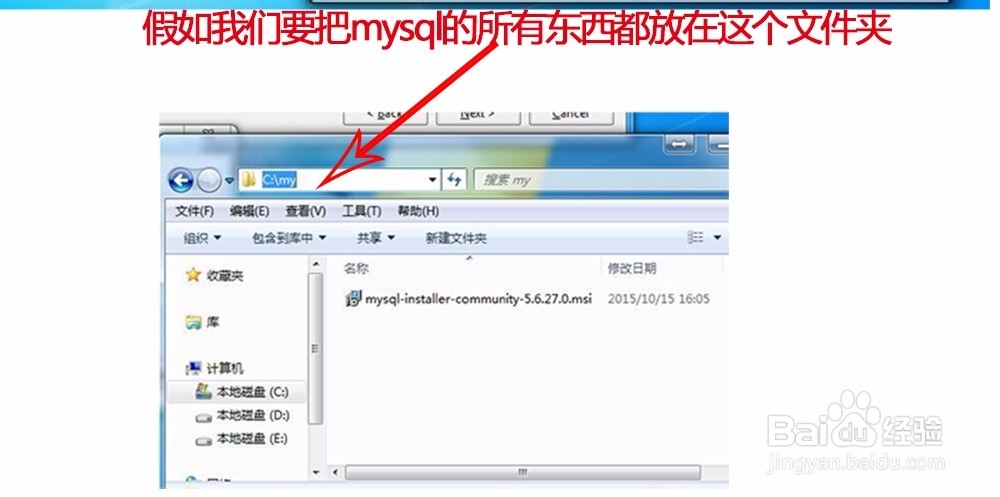 假如我们要把mysql的所有东西都放在这个文件夹
< Back Next > Cancel
C:\my 搜索 my
文件(F) 编辑(E) 查看(V) 工具(T) 帮助(H)
组织 包含到库中 共享 新建文件夹
名称 修改日期
收藏夹
mysql-installer-community-5.6.27.0.msi 2015/10/15 16:05
库
计算机
本地磁盘 (C:)
本地磁盘 (D:)
本地磁盘 (E:)
Baidu 经验
jingyan.baidu.com